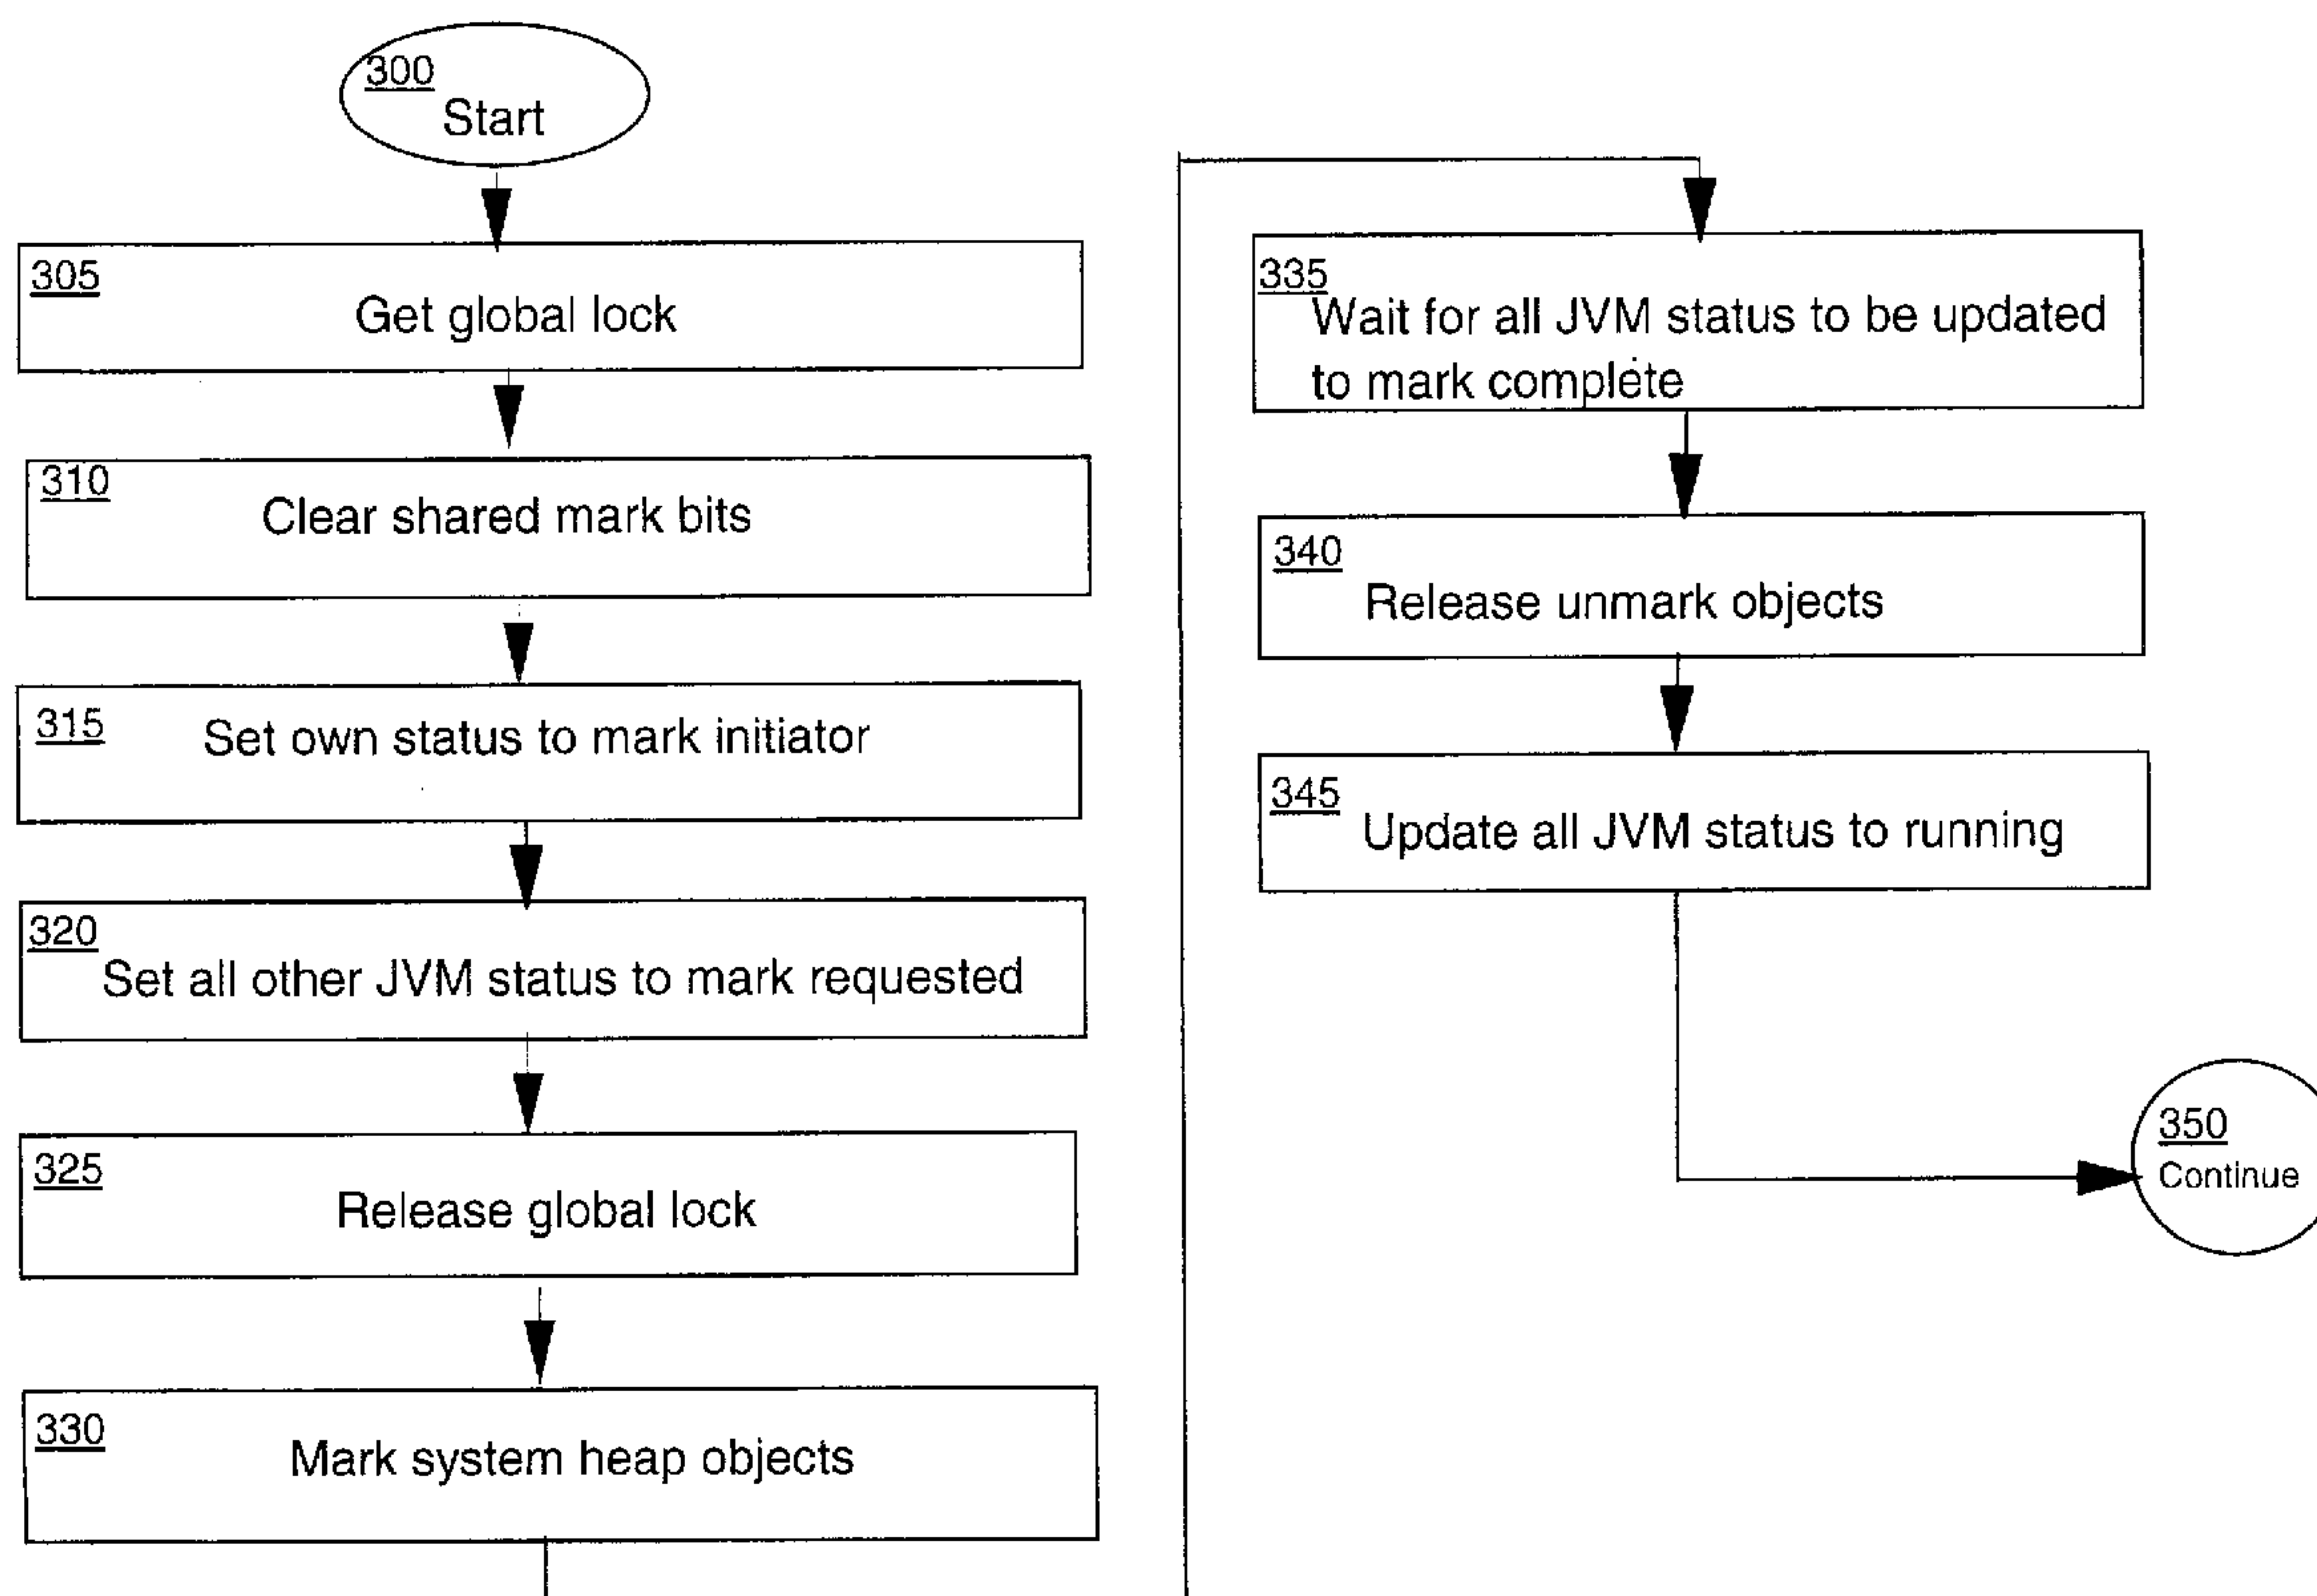 300
Start
305
Get global lock
310
Clear shared mark bits
315
Set own status to mark initiator
320
Set all other JVM status to mark requested
325
Release global lock
330
Mark system heap objects
335
Wait for all JVM status to be updated
to mark complete
340
Release unmark objects
345
Update all JVM status to running
350
Continue